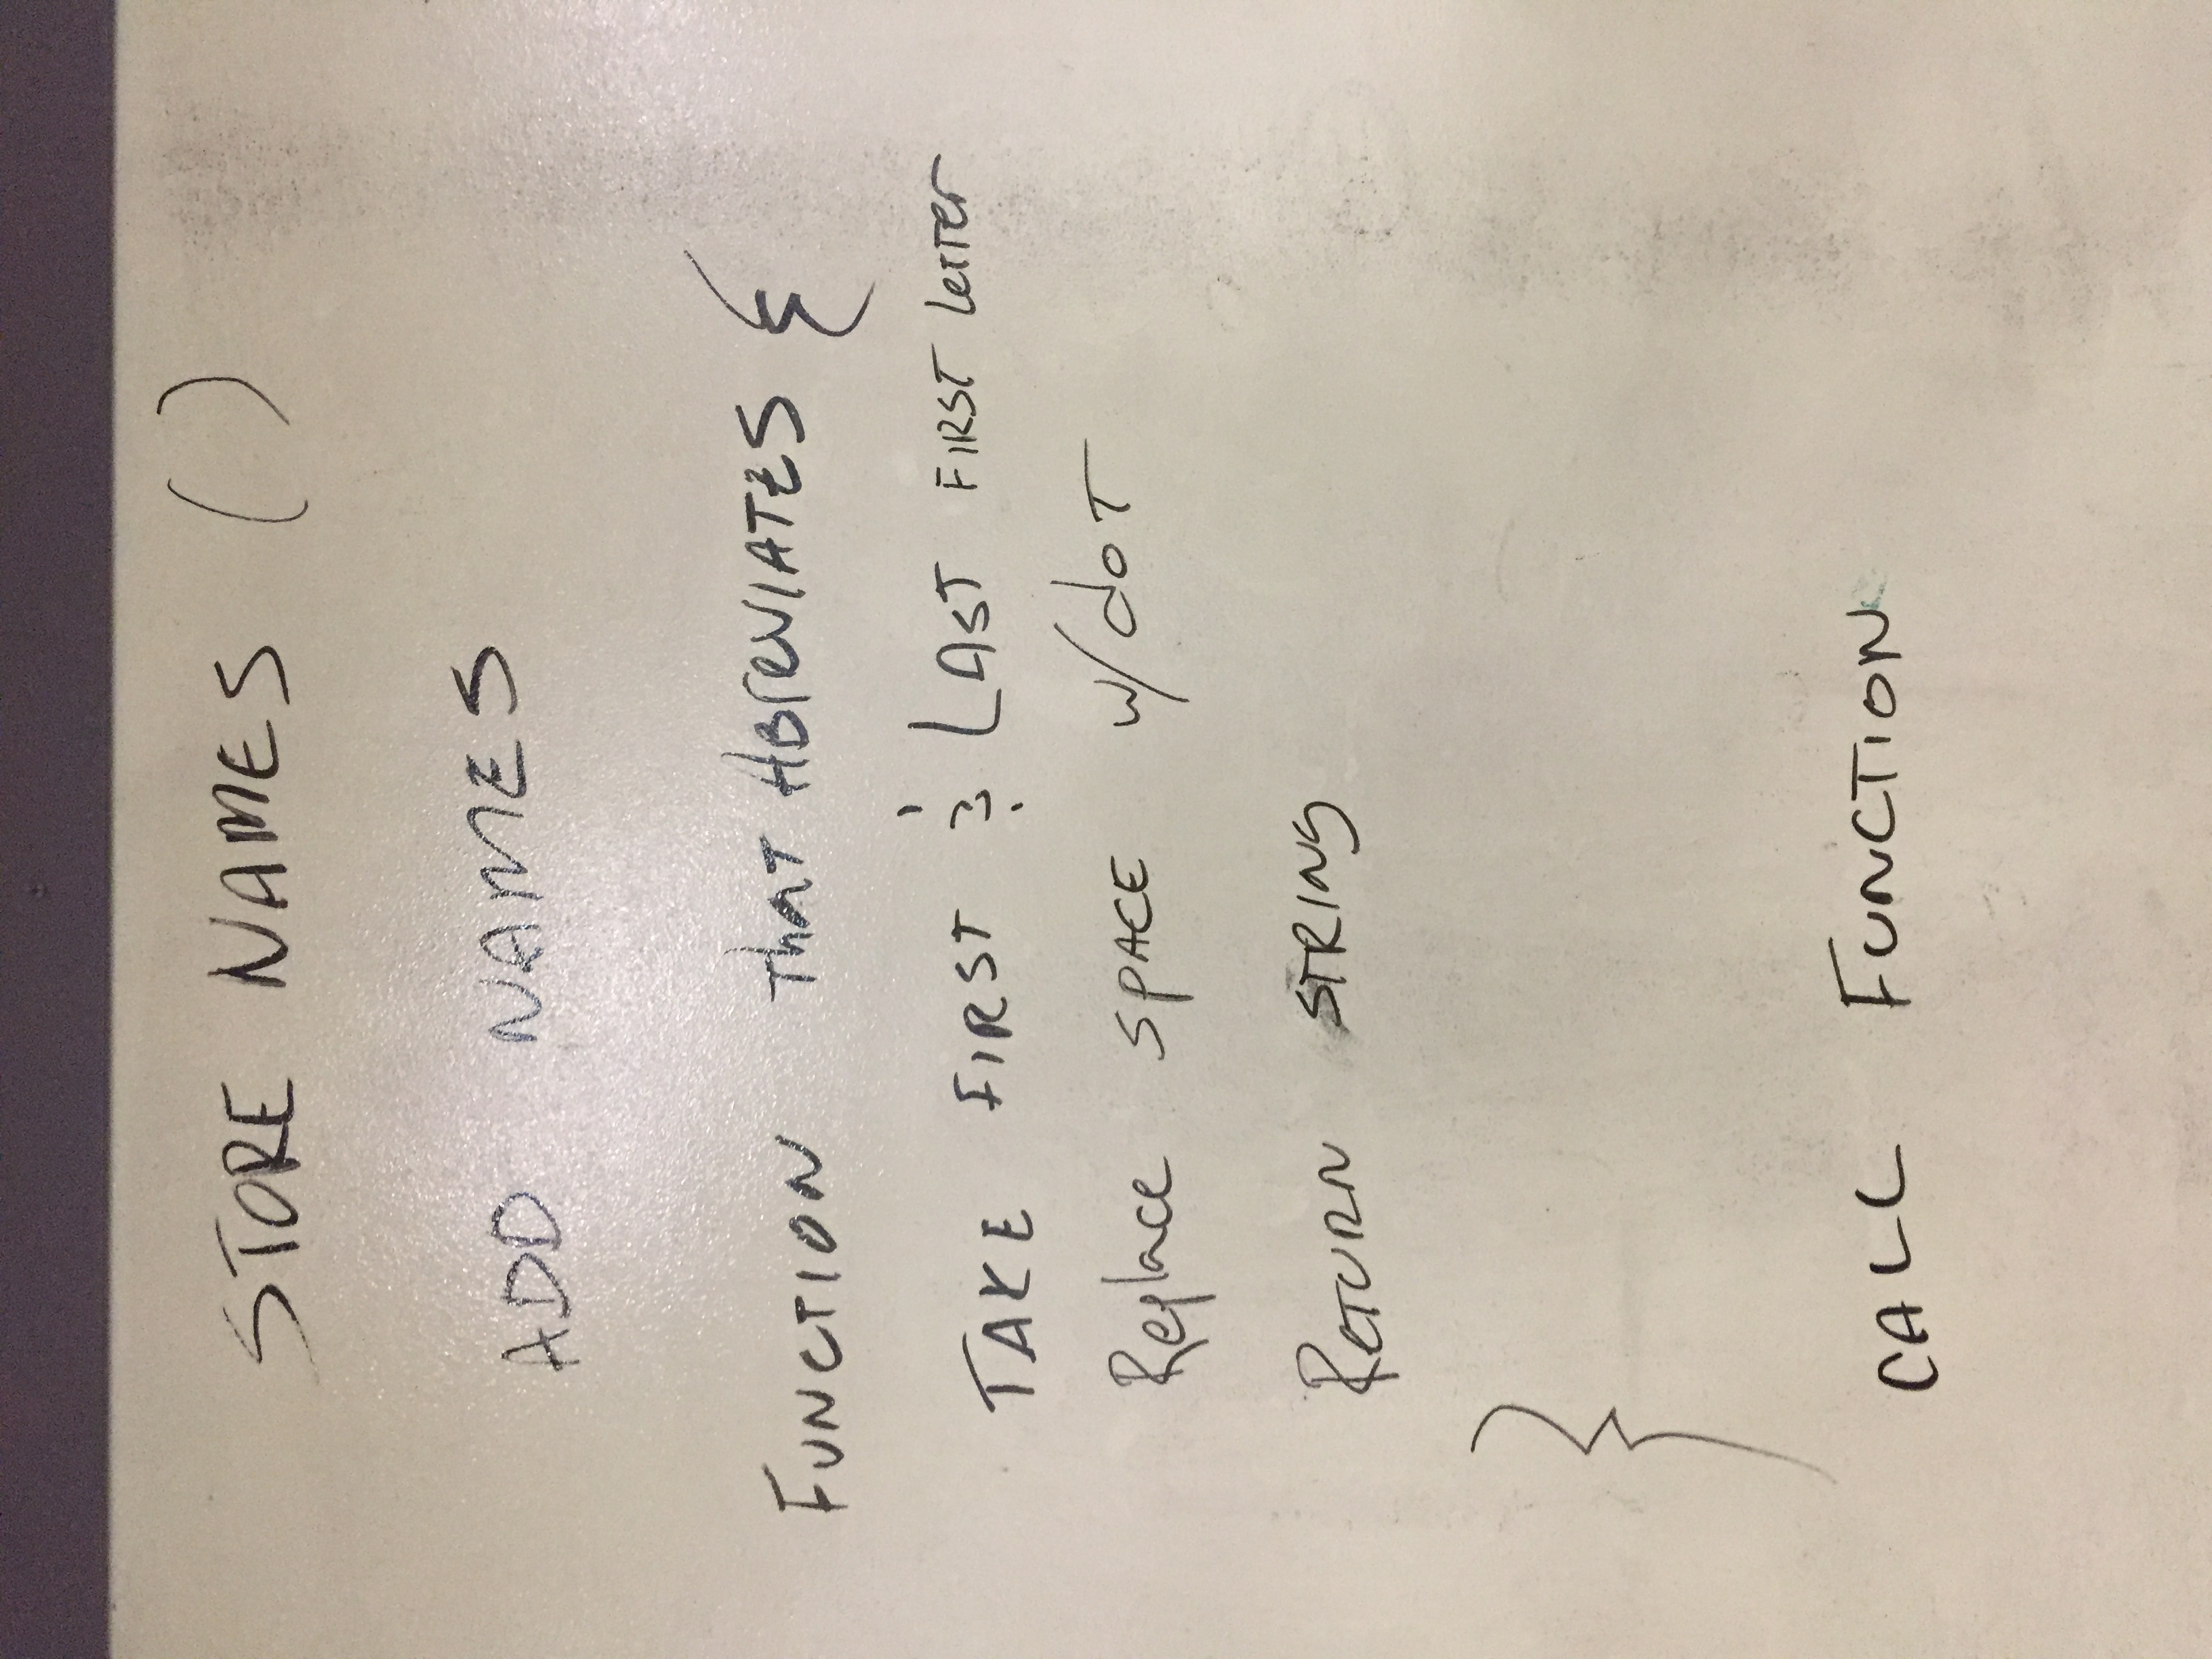 STORE NAMES ()
ADD NAMES
FUNCTION That ABrevIATES {
TAKE FIRST & LAST FIRST Letter
Replace SPACE w/dot
RETURN STRING
}
CALL FUNCTION